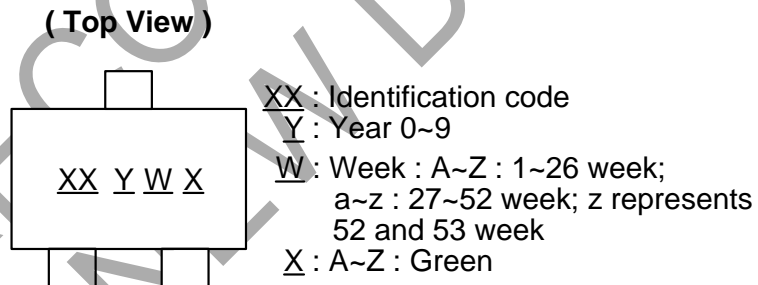 ( Top View )
XX : Identification code
Y : Year 0~9
XX Y W X
W : Week : A~Z : 1~26 week;
a~z : 27~52 week; z represents
52 and 53 week
X : A~Z : Green